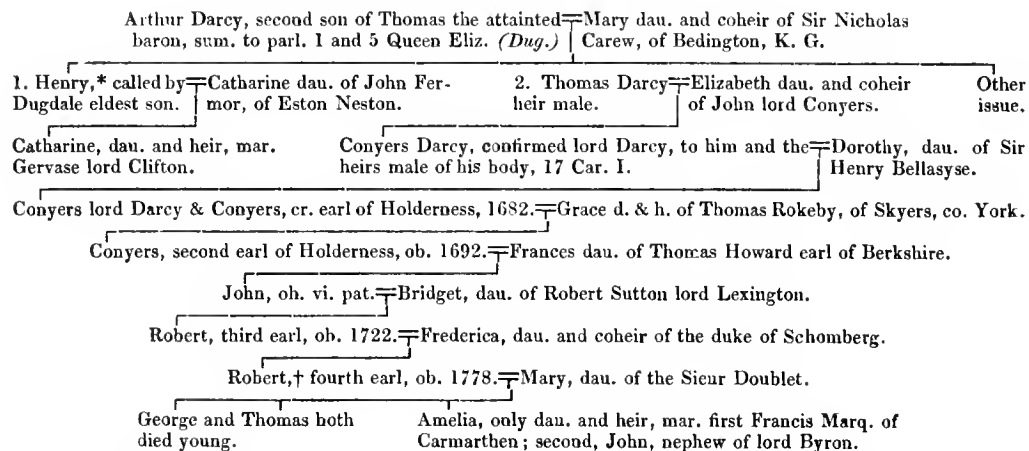 Arthur Darcy, second son of Thomas the attainted=Mary dau. and coheir of Sir Nicholas
baron, sum. to parl. 1 and 5 Queen Eliz. (Dug.) Carew, of Bedington, K. G.
1. Henry,* called by=Catharine dau. of John Fer- 2. Thomas Darcy=Elizabeth dau. and coheir Other
Dugdale eldest son. mor, of Eston Neston. heir male. of John lord Conyers. issue.
Catharine, dau. and heir, mar. Conyers Darcy, confirmed lord Darcy, to him and the=Dorothy, dau. of Sir
Gervase lord Clifton. heirs male of his body, 17 Car. I. Henry Bellasyse.
Conyers lord Darcy & Conyers, cr. earl of Holderness, 1682.=Grace d. & h. of Thomas Rokeby, of Skyers, co. York.
Conyers, second earl of Holderness, ob. 1692.=Frances dau. of Thomas Howard earl of Berkshire.
John, oh. vi. pat.=Bridget, dau. of Robert Sutton lord Lexington.
Robert, third earl, ob. 1722.=Frederica, dau. and coheir of the duke of Schomberg.
Robert,† fourth earl, ob. 1778.=Mary, dau. of the Sieur Doublet.
George and Thomas both Amelia, only dau. and heir, mar. first Francis Marq. of
died young. Carmarthen; second, John, nephew of lord Byron.